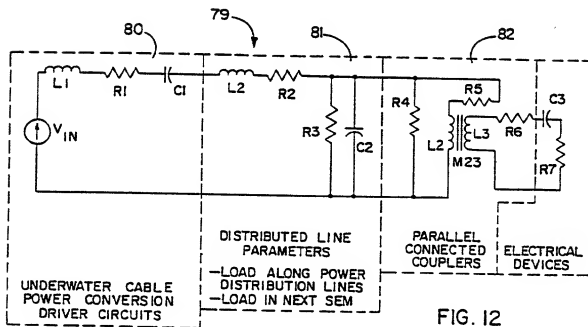 79
80
81
82
L1
R1
C1
L2
R2
R3
C2
R4
R5
L2
L3
M23
R6
C3
R7
VIN
UNDERWATER CABLE
POWER CONVERSION
DRIVER CIRCUITS
DISTRIBUTED LINE
PARAMETERS
—LOAD ALONG POWER
DISTRIBUTION LINES
—LOAD IN NEXT SEM
PARALLEL
CONNECTED
COUPLERS
ELECTRICAL
DEVICES
FIG. 12